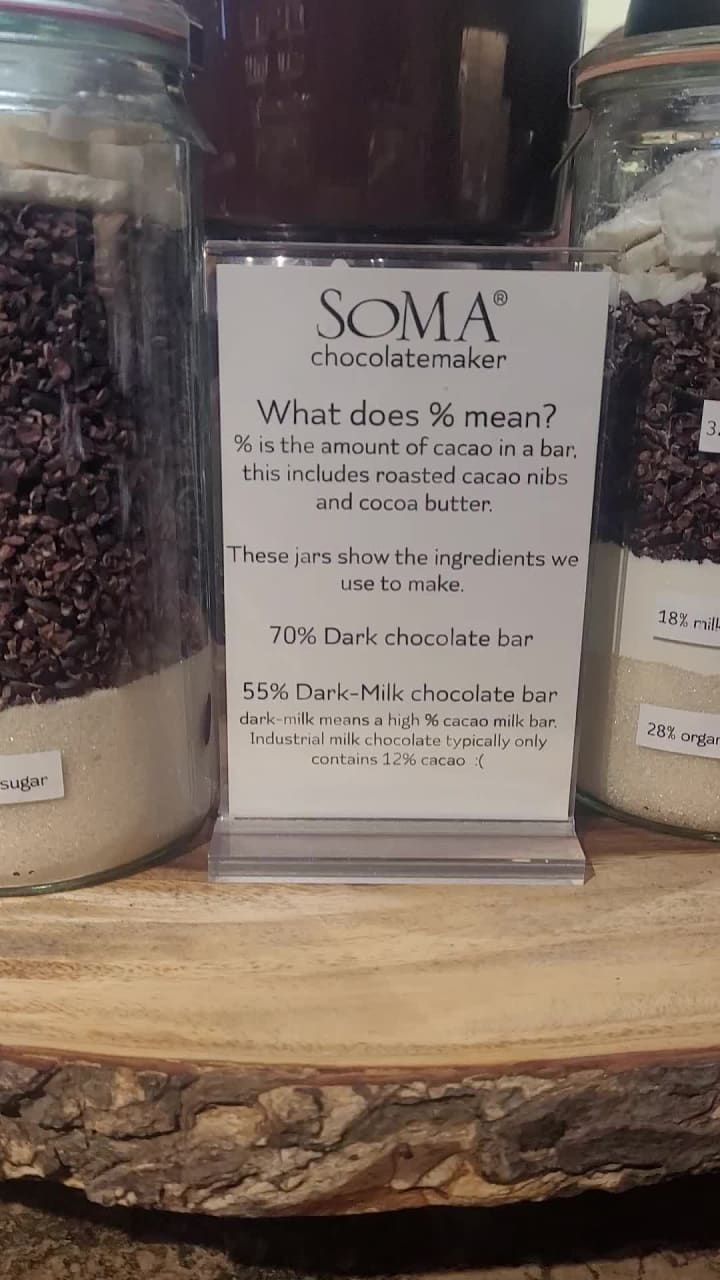 SOMA®
chocolatemaker
What does % mean?
% is the amount of cacao in a bar,
this includes roasted cacao nibs
and cocoa butter.
These jars show the ingredients we
use to make.
70% Dark chocolate bar
55% Dark-Milk chocolate bar
dark-milk means a high % cacao milk bar.
Industrial milk chocolate typically only
contains 12% cacao :(
sugar
18%
28%